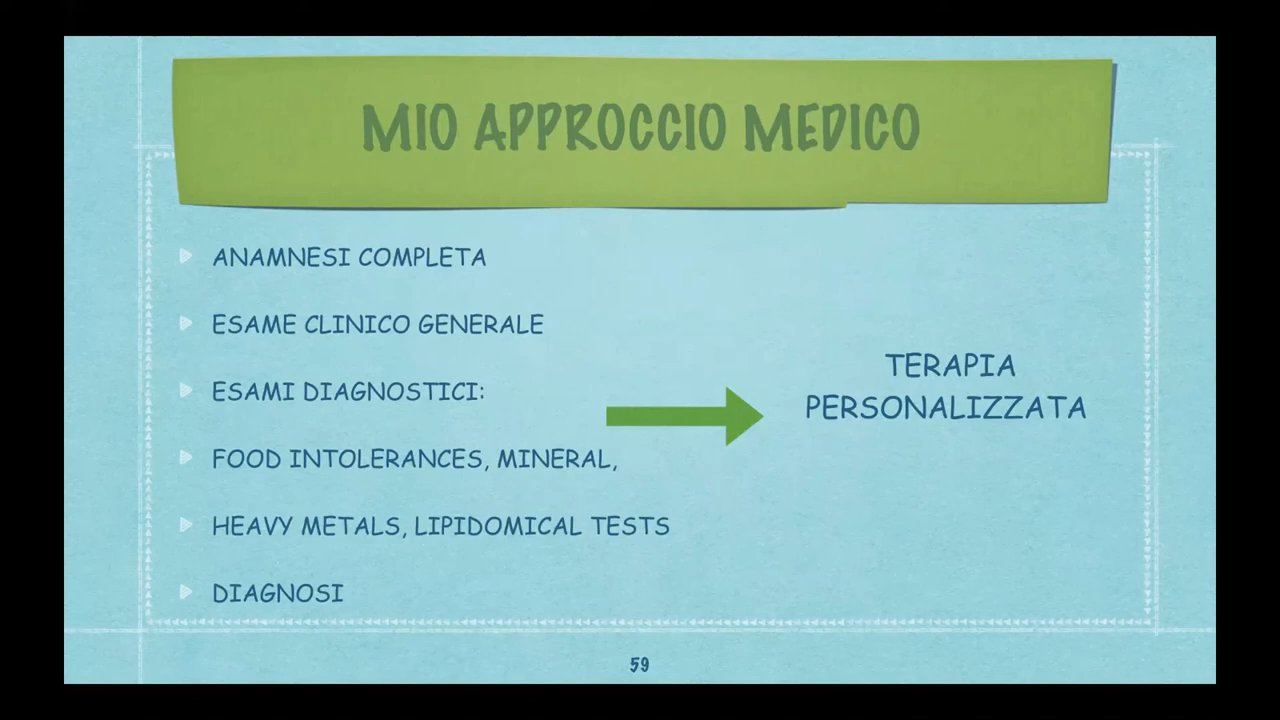 MIO APPROCCIO MEDICO
ANAMNESI COMPLETA
ESAME CLINICO GENERALE
ESAMI DIAGNOSTICI:
FOOD INTOLERANCES, MINERAL,
HEAVY METALS, LIPIDOMICAL TESTS
DIAGNOSI
TERAPIA
PERSONALIZZATA
59